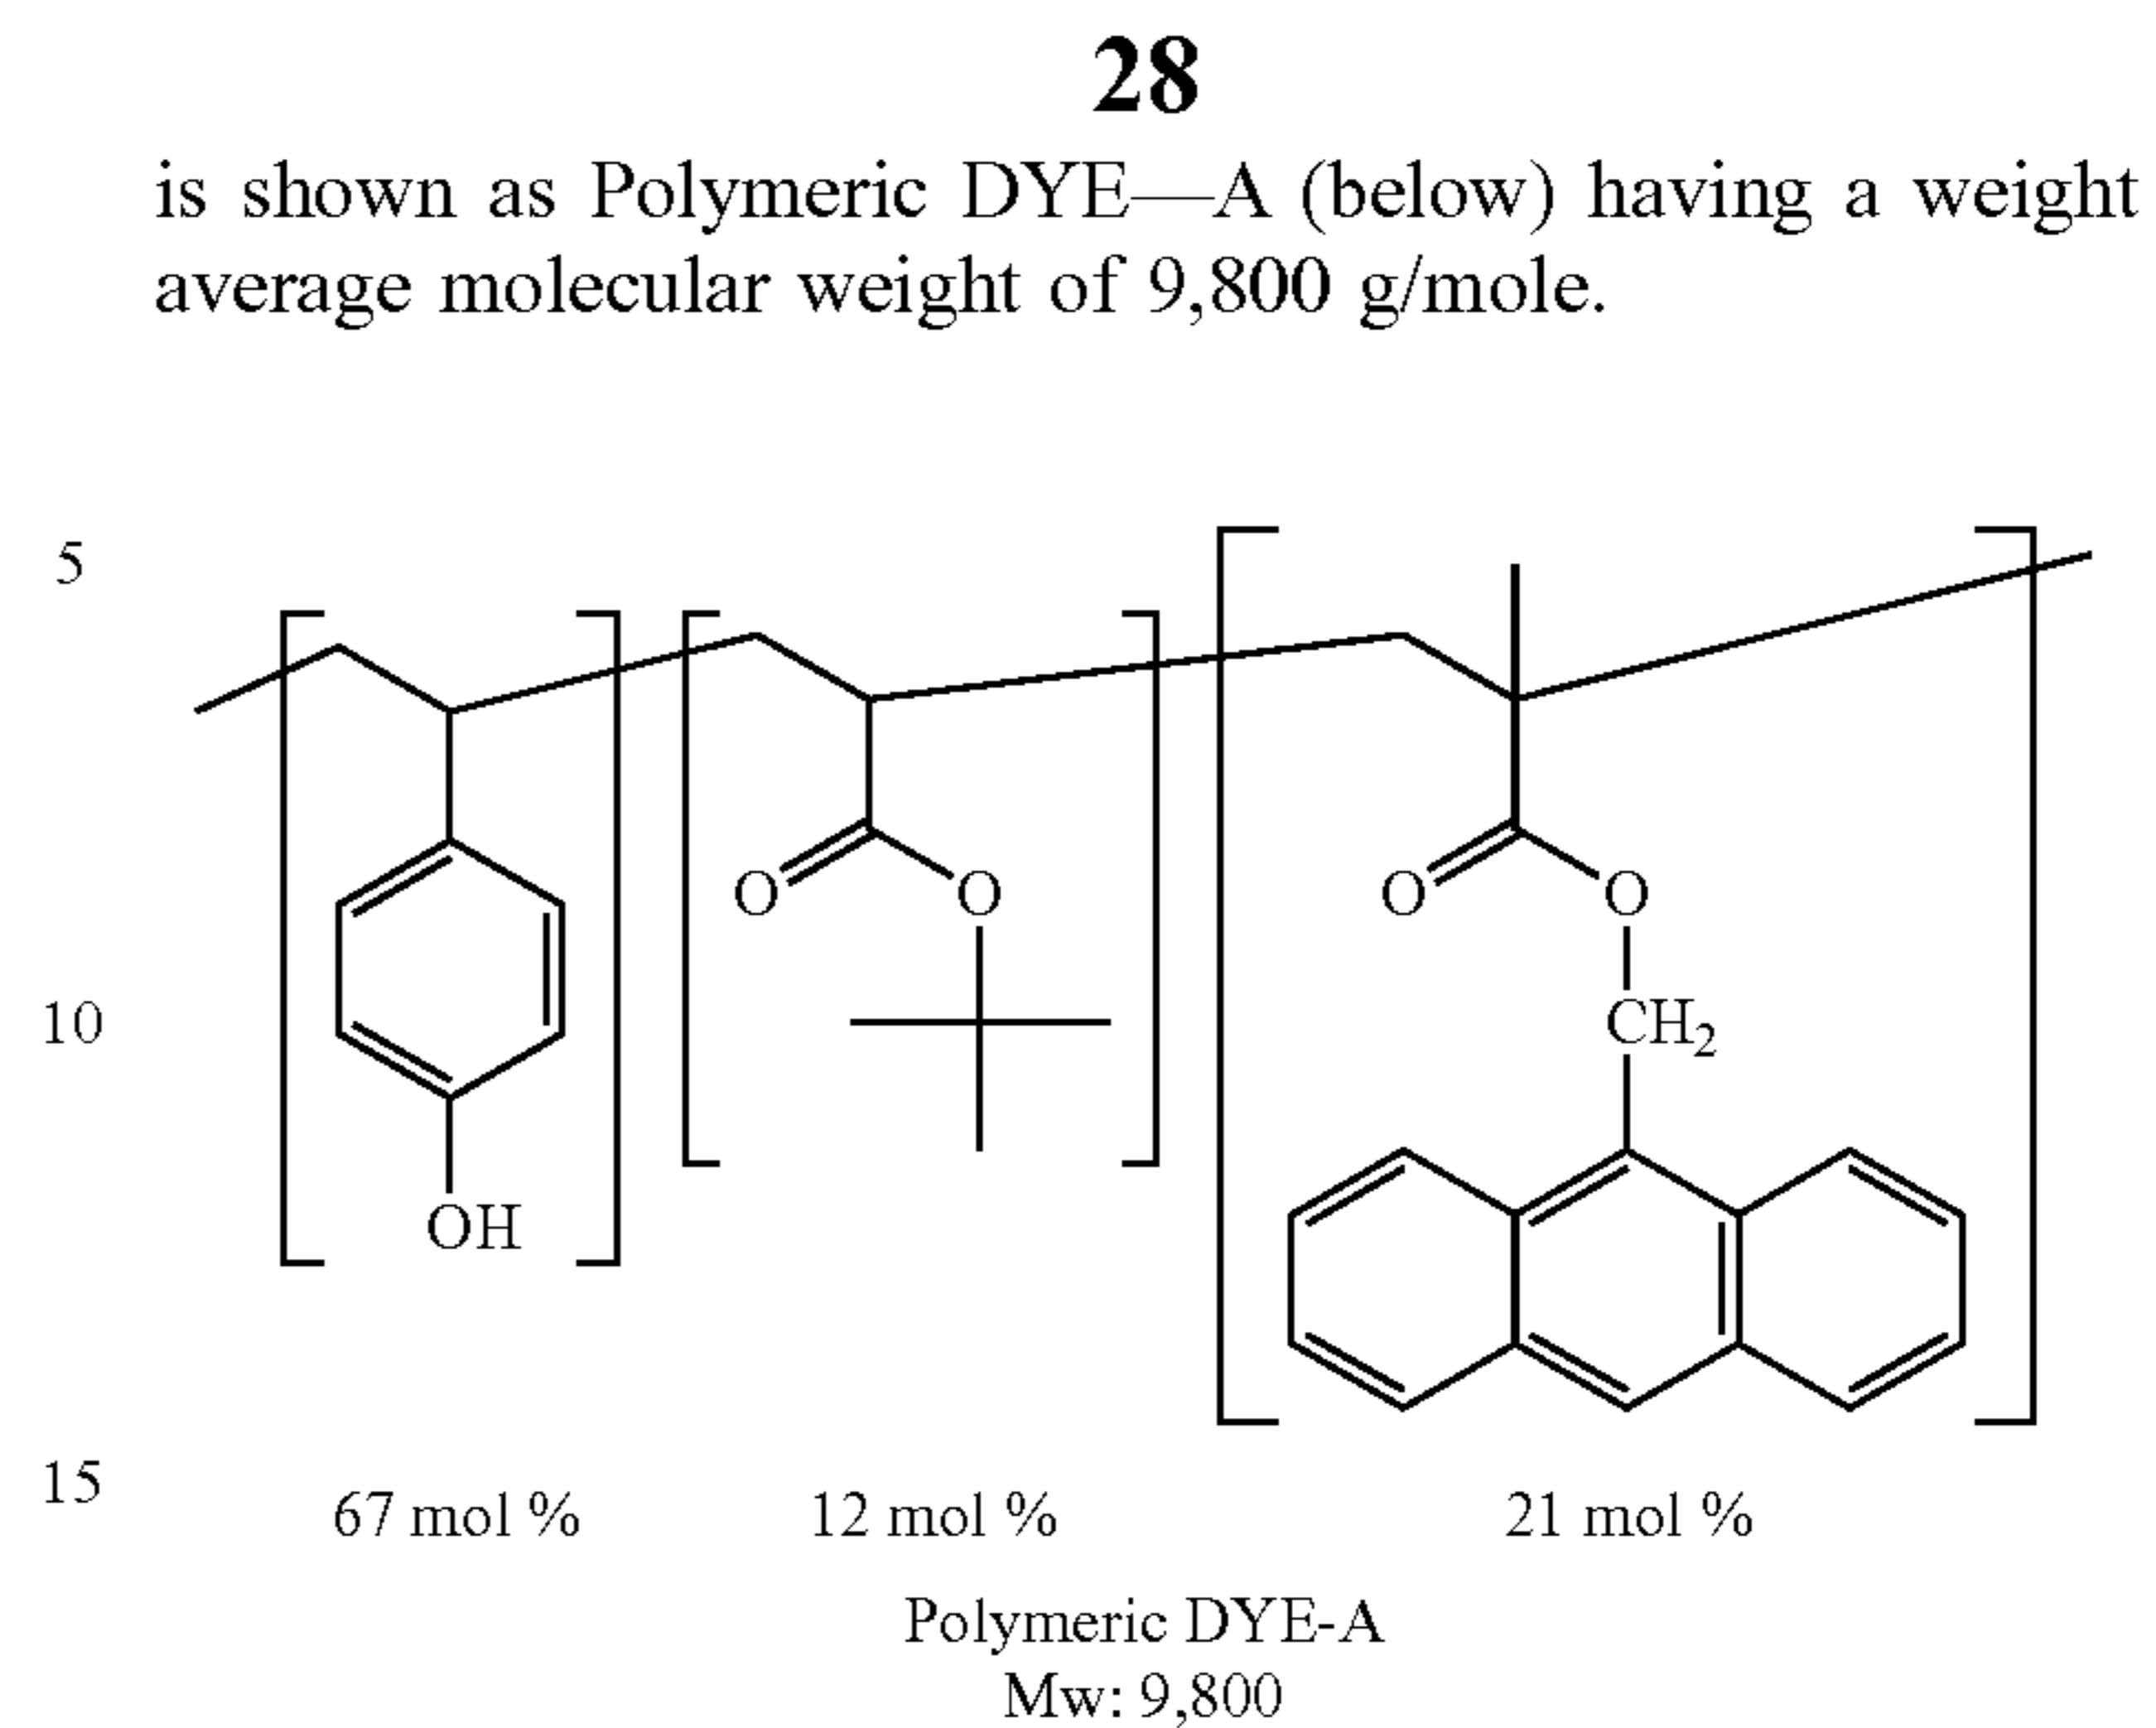 28
is shown as Polymeric DYE—A (below) having a weight
average molecular weight of 9,800 g/mole.
5
O O O O
10
CH2
OH
15
67 mol % 12 mol % 21 mol %
Polymeric DYE-A
Mw: 9,800